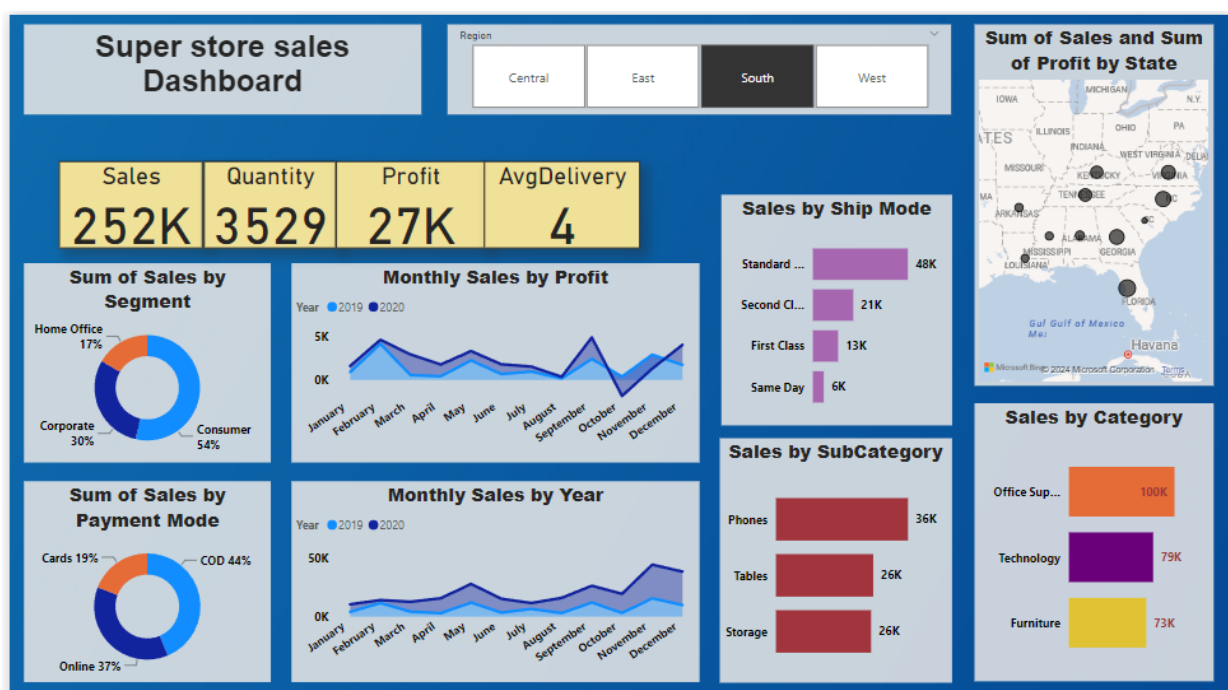 Super store sales
Dashboard
Region
Central
East
South
West
Sum of Sales and Sum
of Profit by State
MICHIGAN
IOWA
N.Y.
ILLINOIS
OHIO
PA
INDIANA
MISSOURI
WEST VIRGINIA
KENTUCKY
VIRGINIA
TENNESSEE
NC
ARKANSAS
SC
MISSISSIPPI
ALABAMA
GEORGIA
LOUISIANA
FLORIDA
Gulf of Mexico
Havana
Microsoft Bing
© 2024 Microsoft Corporation Terms
Sales
252K
Quantity
3529
Profit
27K
AvgDelivery
4
Sum of Sales by
Segment
Home Office
17%
Corporate
30%
Consumer
54%
Monthly Sales by Profit
Year 2019 2020
5K
0K
January
February
March
April
May
June
July
August
September
October
November
December
Sales by Ship Mode
Standard ...
48K
Second Cl...
21K
First Class
13K
Same Day
6K
Sum of Sales by
Payment Mode
Cards 19%
COD 44%
Online 37%
Monthly Sales by Year
Year 2019 2020
50K
0K
January
February
March
April
May
June
July
August
September
October
November
December
Sales by SubCategory
Phones
36K
Tables
26K
Storage
26K
Sales by Category
Office Sup...
100K
Technology
79K
Furniture
73K